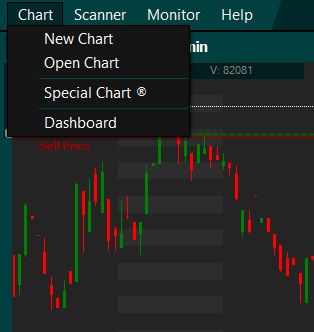 Chart Scanner Monitor Help
New Chart
Open Chart
Special Chart ®
Dashboard
min
V: 82081
Sell Price